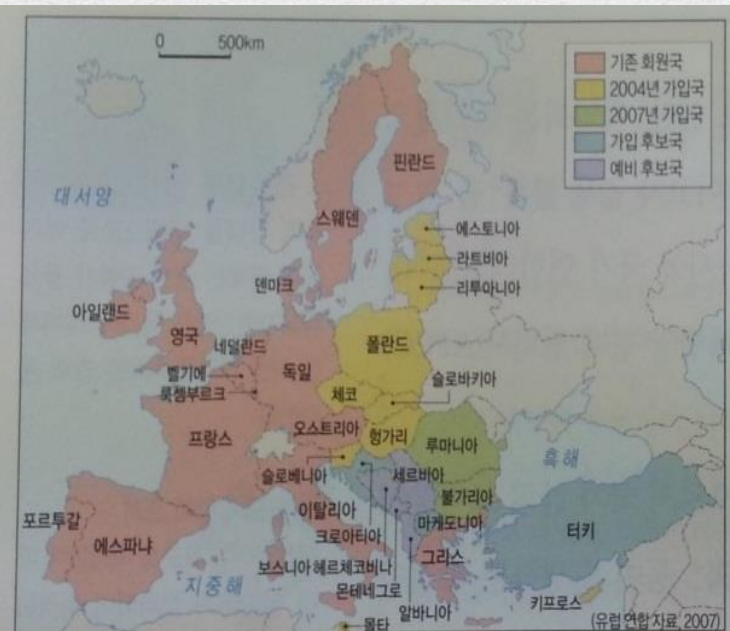 0 500km
기존 회원국
2004년 가입국
2007년 가입국
가입 후보국
예비 후보국
핀란드
대서양
스웨덴
에스토니아
라트비아
리투아니아
덴마크
아일랜드
영국
네덜란드
폴란드
독일
벨기에
룩셈부르크
체코
슬로바키아
프랑스
오스트리아
헝가리
루마니아
흑해
슬로베니아
세르비아
불가리아
이탈리아
크로아티아
마케도니아
포르투갈
에스파냐
터키
그리스
보스니아 헤르체코비나
지중해
몬테네그로
알바니아
키프로스
몰타
(유럽 연합 자료, 2007)